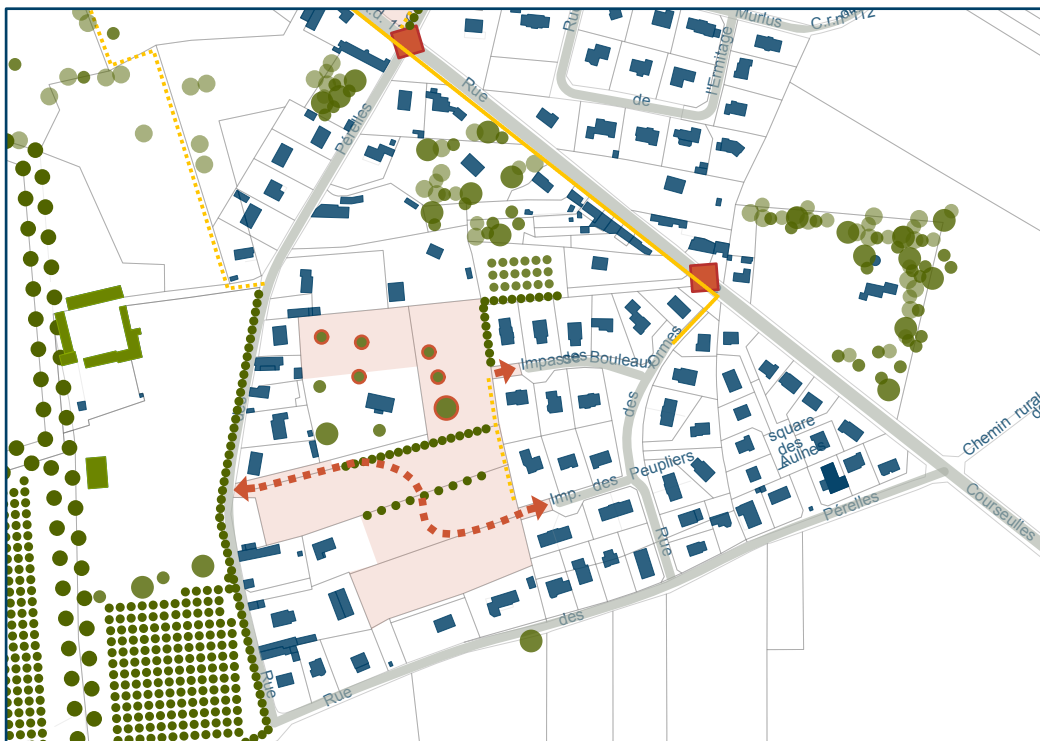 Murlus
Rue
l'Ermitage
de
Rue
Pérelles
Impasse des Bouleaux
Ormes
des
Peupliers
Imp. des
Rue
square
des
Aulnes
Chemin rural
Courseulles
Pérelles
des
Rue
Rue